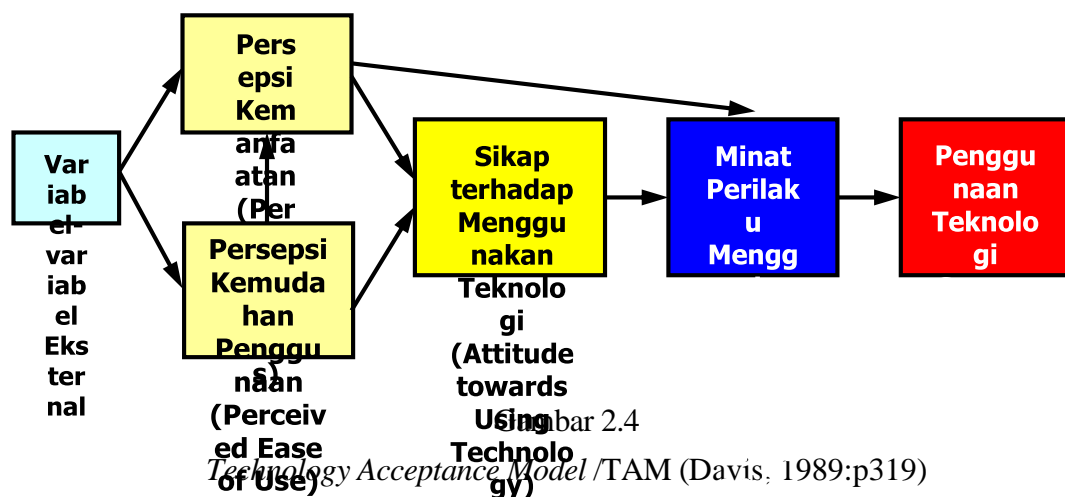 Var
iab
el-
var
iab
el
Eks
ter
nal
Pers
epsi
Kem
anfa
atan
(Per
s)
Persepsi
Kemuda
han
Penggu
naan
(Perceiv
ed Ease
of Use)
Sikap
terhadap
Menggu
nakan
Teknolo
gi
(Attitude
towards
Using
Technolo
gy)
Minat
Perilak
u
Mengg
Penggu
naan
Teknolo
gi
Gambar 2.4
Technology Acceptance Model /TAM (Davis, 1989:p319)